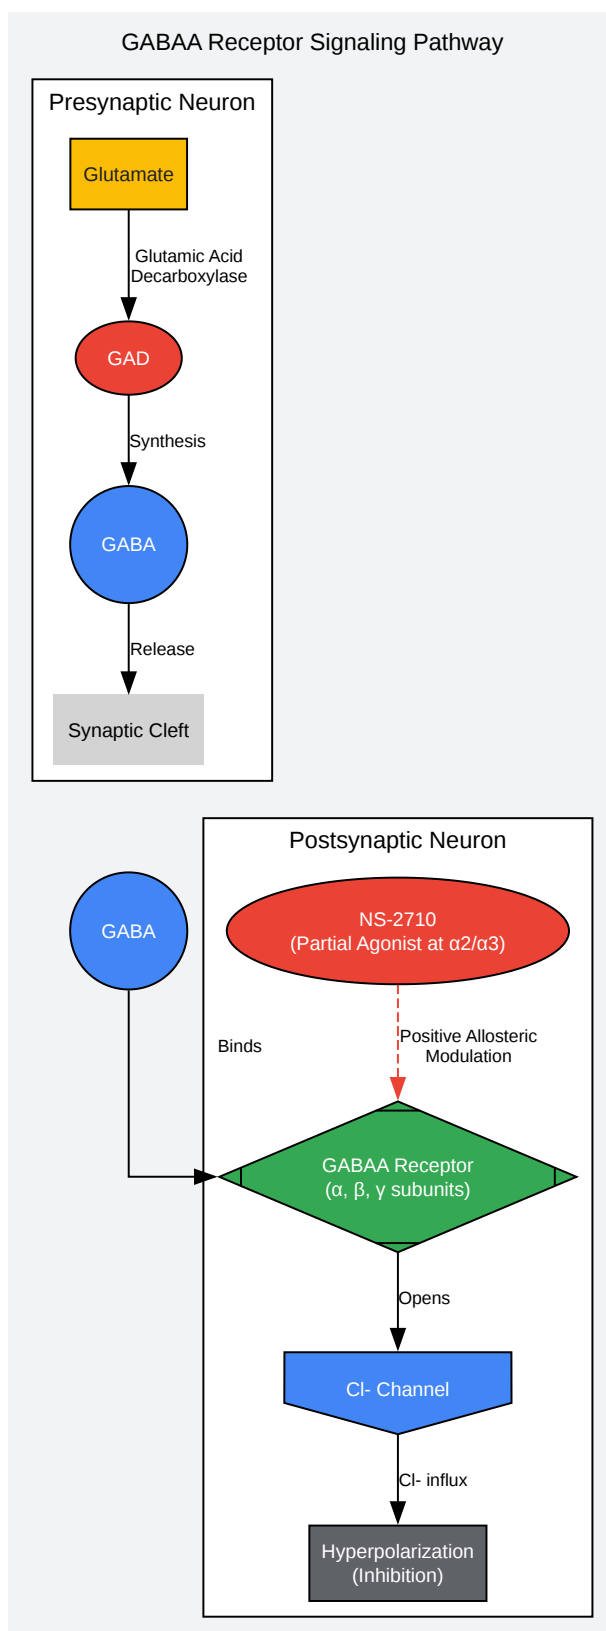 GABAA Receptor Signaling Pathway
Presynaptic Neuron
Glutamate
Glutamic Acid
Decarboxylase
GAD
Synthesis
GABA
Release
Synaptic Cleft
Postsynaptic Neuron
GABA
NS-2710
(Partial Agonist at α2/α3)
Binds
Positive Allosteric
Modulation
GABAA Receptor
(α, β, γ subunits)
Opens
Cl- Channel
Cl- influx
Hyperpolarization
(Inhibition)